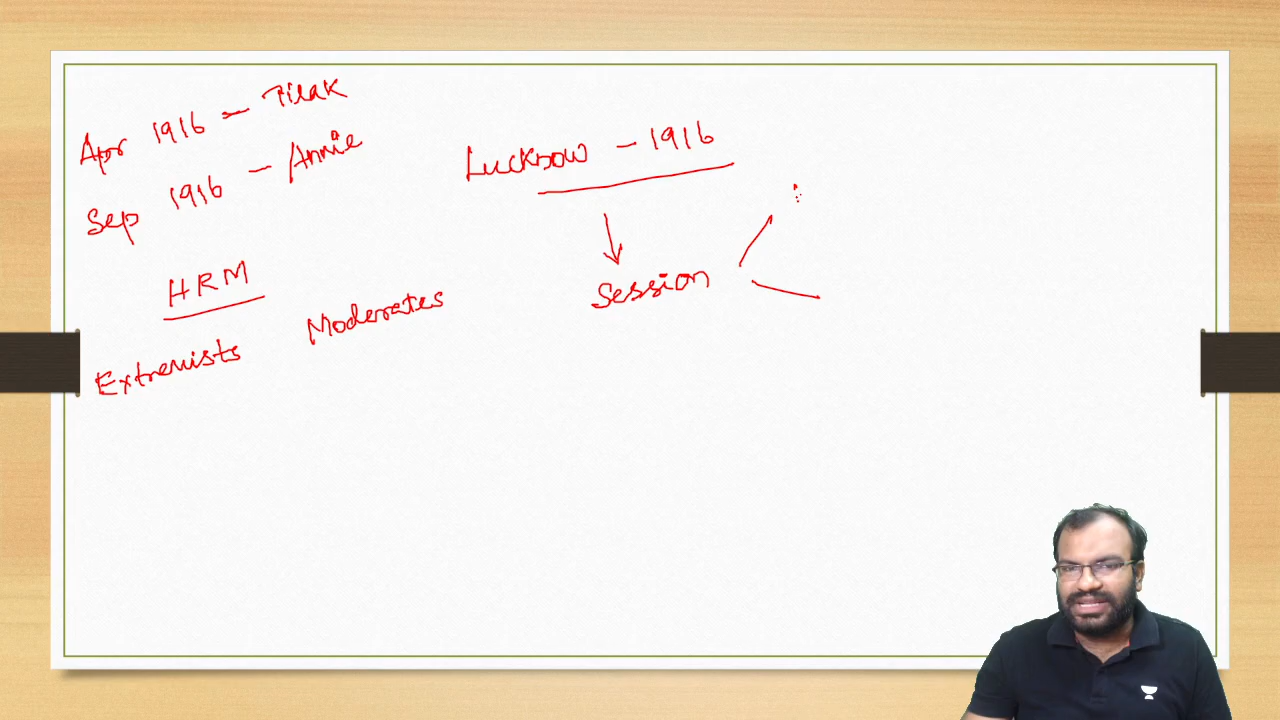 Apr 1916 - Tilak
Sep 1916 - Annie
HRM
Extremists Moderates
Lucknow - 1916
Session